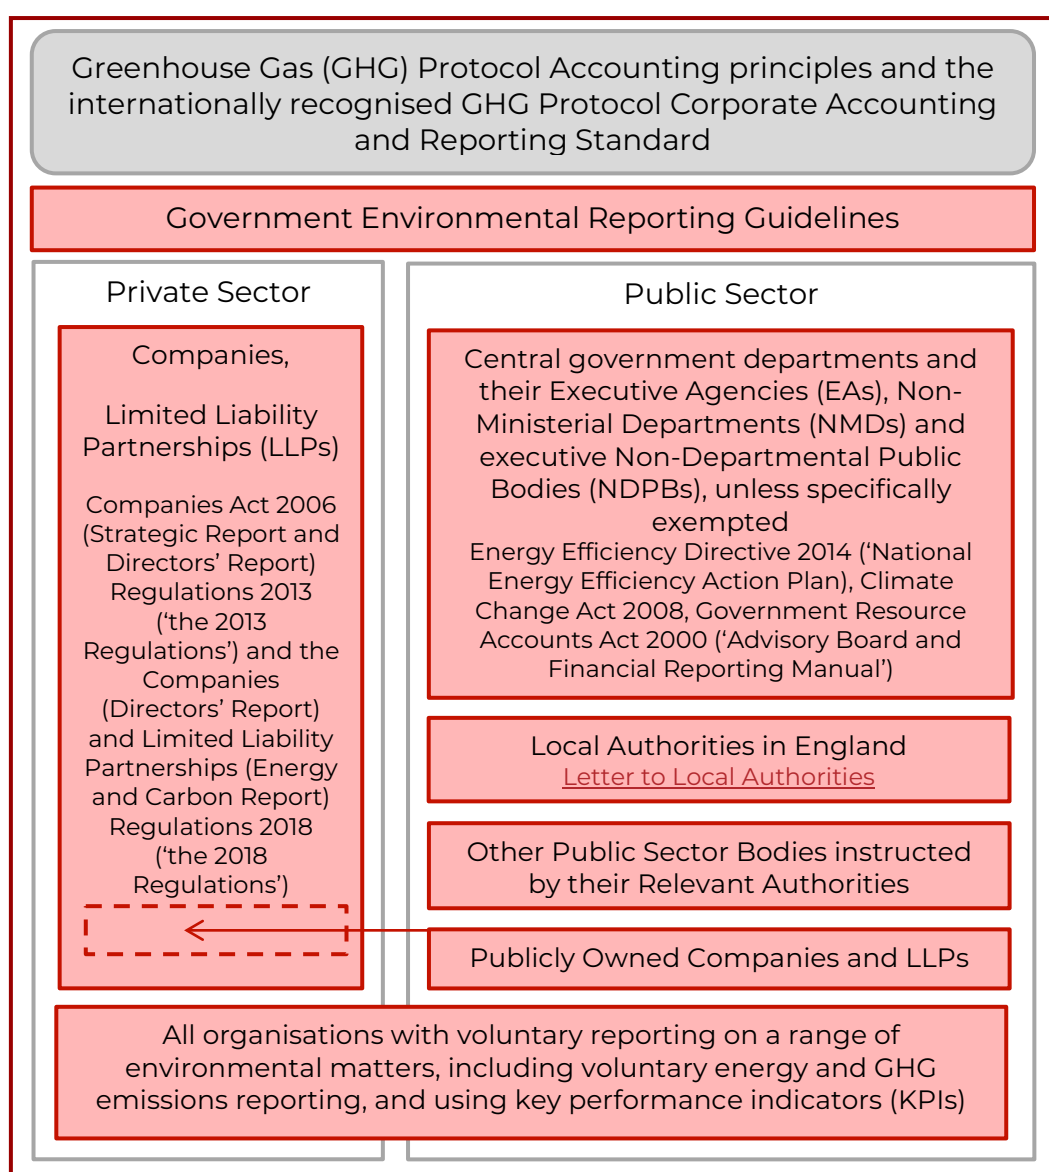 Greenhouse Gas (GHG) Protocol Accounting principles and the
internationally recognised GHG Protocol Corporate Accounting
and Reporting Standard
Government Environmental Reporting Guidelines
Private Sector
Companies,
Limited Liability
Partnerships (LLPs)
Companies Act 2006
(Strategic Report and
Directors’ Report)
Regulations 2013
(‘the 2013
Regulations’) and the
Companies
(Directors’ Report)
and Limited Liability
Partnerships (Energy
and Carbon Report)
Regulations 2018
(‘the 2018
Regulations’)
Public Sector
Central government departments and
their Executive Agencies (EAs), Non-
Ministerial Departments (NMDs) and
executive Non-Departmental Public
Bodies (NDPBs), unless specifically
exempted
Energy Efficiency Directive 2014 (‘National
Energy Efficiency Action Plan), Climate
Change Act 2008, Government Resource
Accounts Act 2000 (‘Advisory Board and
Financial Reporting Manual’)
Local Authorities in England
Letter to Local Authorities
Other Public Sector Bodies instructed
by their Relevant Authorities
Publicly Owned Companies and LLPs
All organisations with voluntary reporting on a range of
environmental matters, including voluntary energy and GHG
emissions reporting, and using key performance indicators (KPIs)